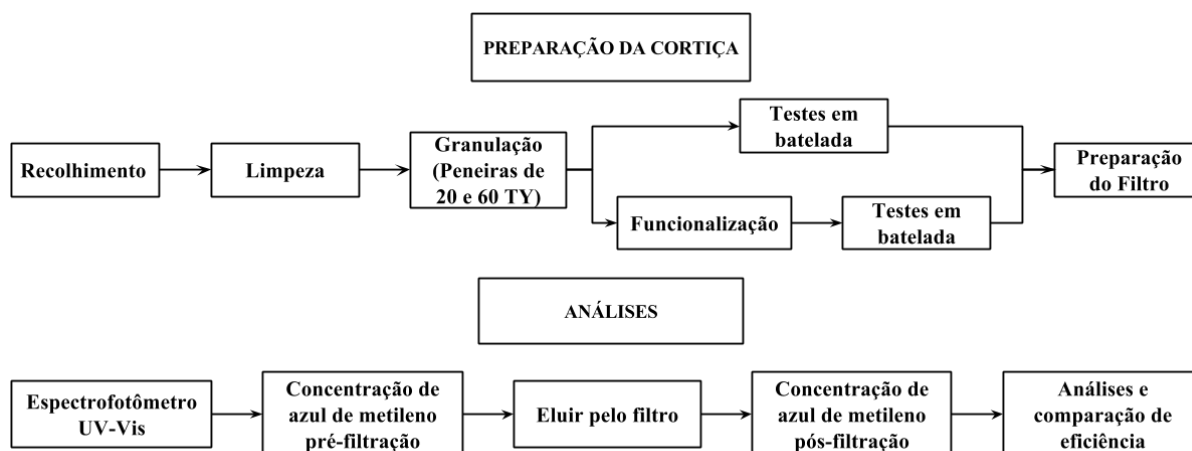 PREPARAÇÃO DA CORTIÇA
Recolhimento
Limpeza
Granulação
(Peneiras de
20 e 60 TY)
Testes em
batelada
Funcionalização
Testes em
batelada
Preparação
do Filtro
ANÁLISES
Espectrofotômetro
UV-Vis
Concentração de
azul de metileno
pré-filtração
Eluir pelo filtro
Concentração de
azul de metileno
pós-filtração
Análises e
comparação de
eficiência